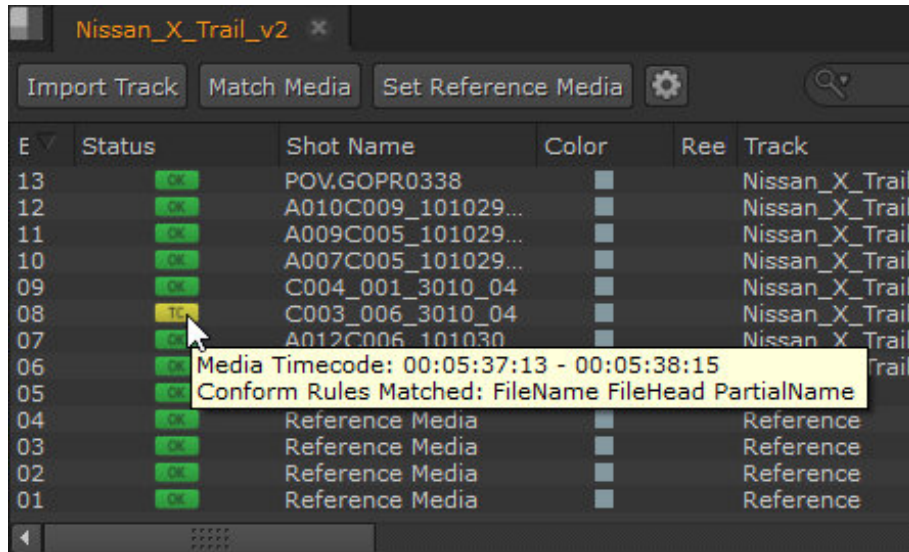 Nissan_X_Trail_v2
Import Track Match Media Set Reference Media
E Status Shot Name Color Ree Track
13 OK POV.GOPR0338 Nissan_X_Trail
12 OK A010C009_101029... Nissan_X_Trail
11 OK A009C005_101029... Nissan_X_Trail
10 OK A007C005_101029... Nissan_X_Trail
09 OK C004_001_3010_04 Nissan_X_Trail
08 TC C003_006_3010_04 Nissan_X_Trail
07 OK A012C006_101030 Nissan_X_Trail
06 OK Trail
Media Timecode: 00:05:37:13 - 00:05:38:15
05 OK
Conform Rules Matched: FileName FileHead PartialName
04 OK Reference Media Reference
03 OK Reference Media Reference
02 OK Reference Media Reference
01 OK Reference Media Reference